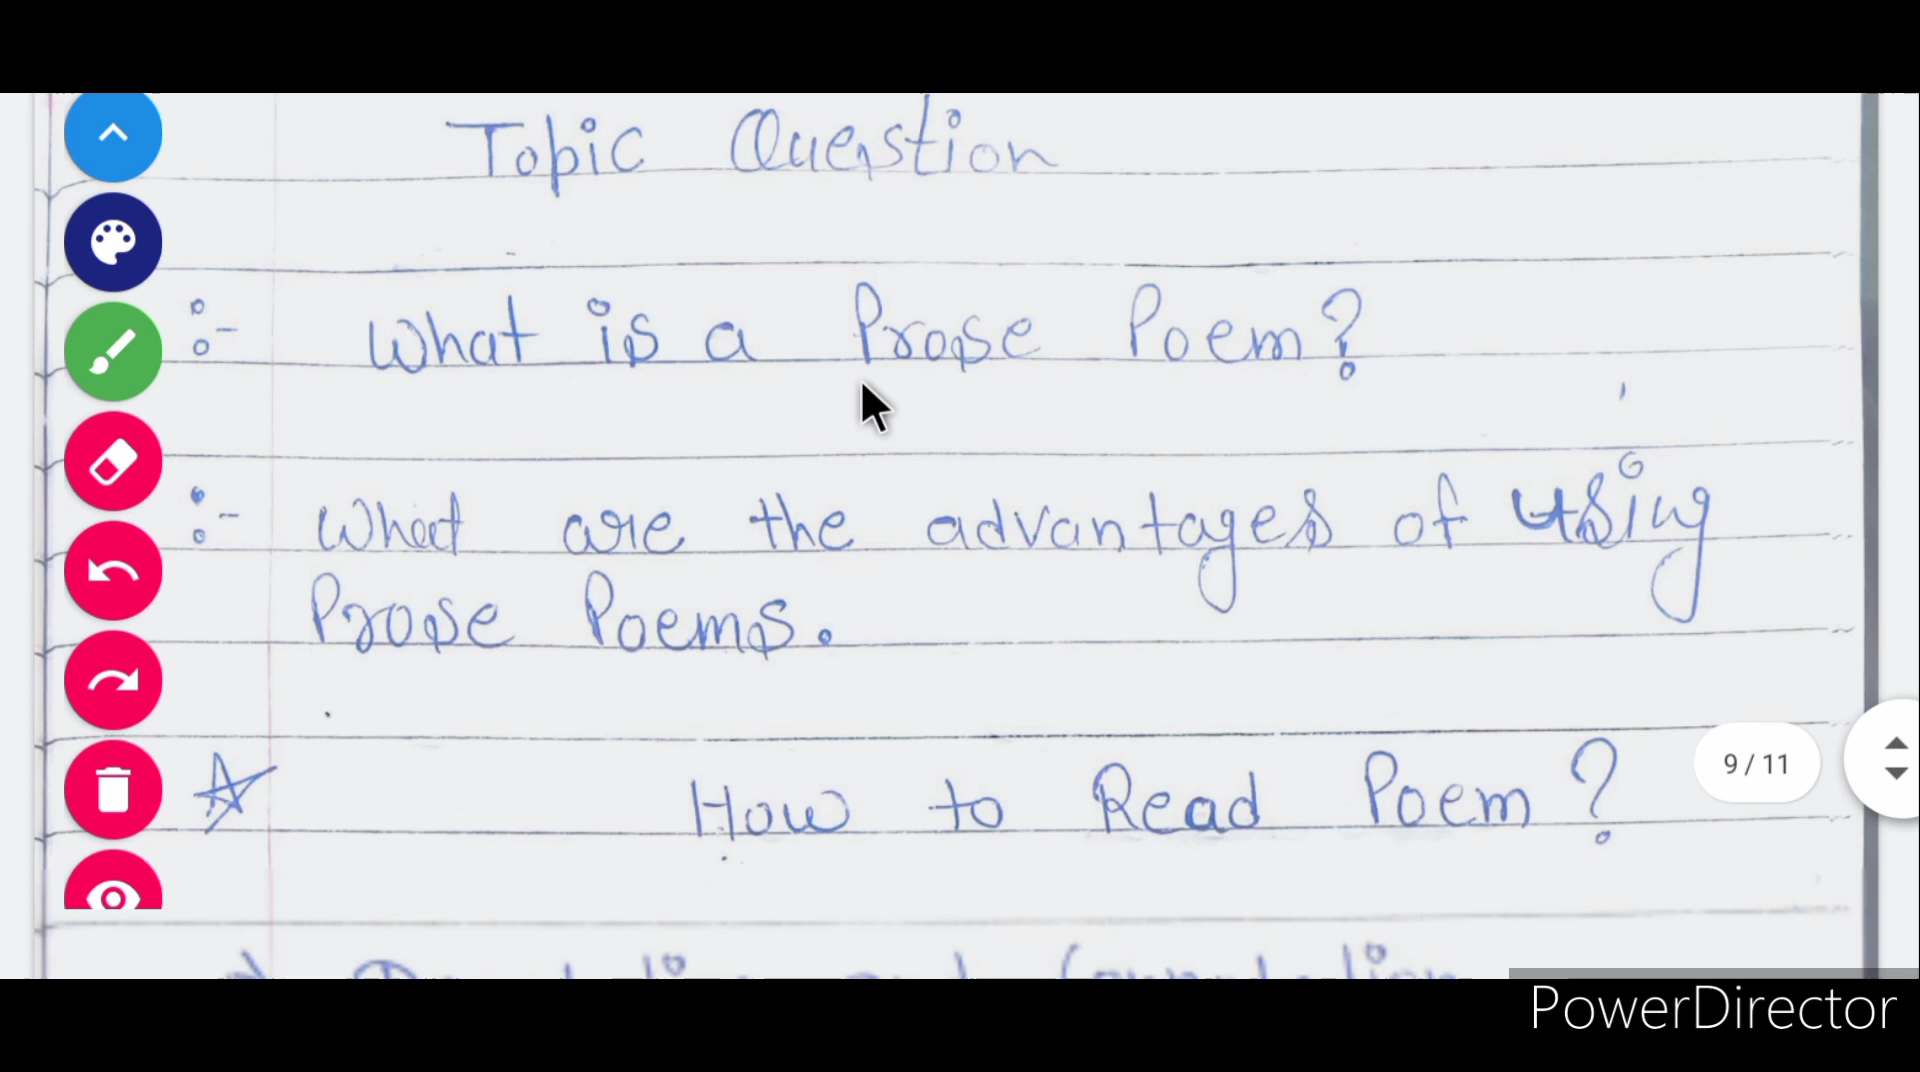 Topic Question
:- What is a Prose Poem?
:- What are the advantages of using
Prose Poems.
How to Read Poem?
9 / 11
PowerDirector